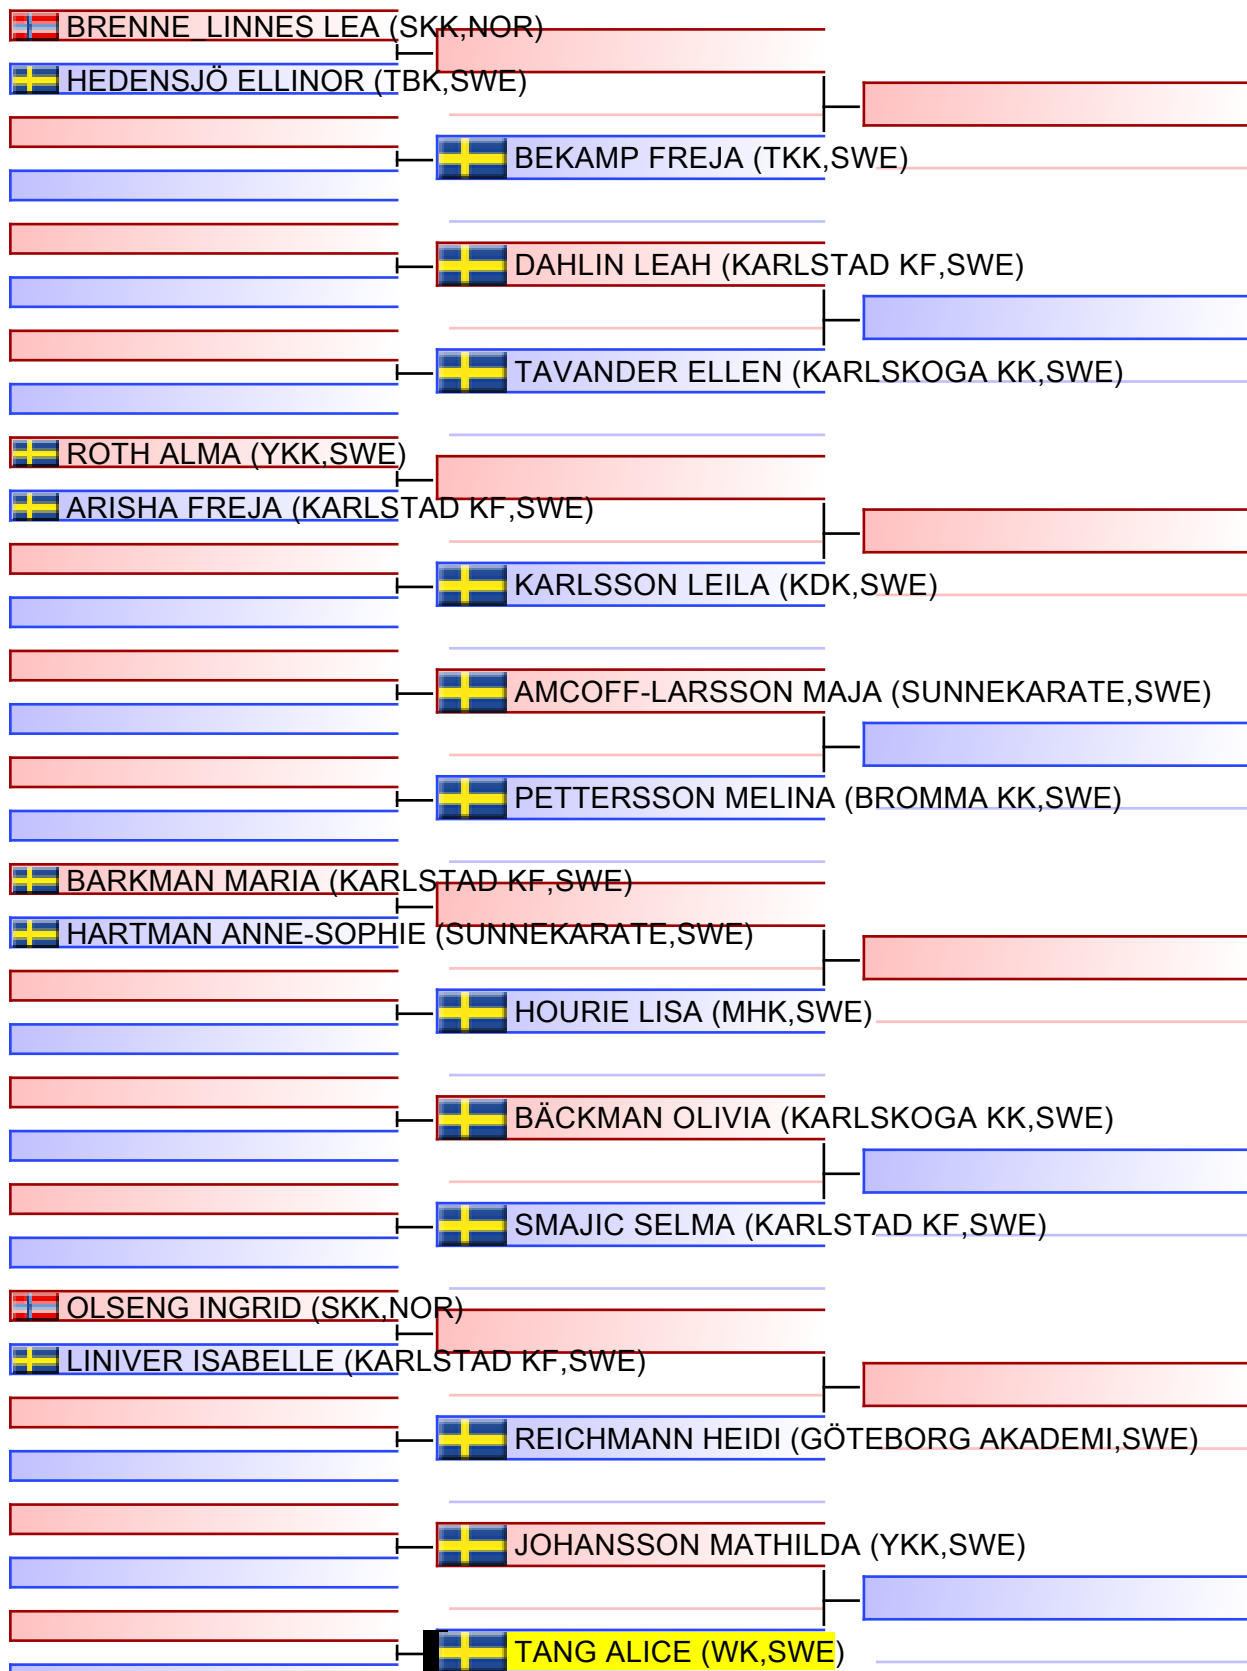 BRENNE_LINNES LEA (SKK,NOR)
HEDENSJÖ ELLINOR (TBK,SWE)
BEKAMP FREJA (TKK,SWE)
DAHLIN LEAH (KARLSTAD KF,SWE)
TAVANDER ELLEN (KARLSKOGA KK,SWE)
ROTH ALMA (YKK,SWE)
ARISHA FREJA (KARLSTAD KF,SWE)
KARLSSON LEILA (KDK,SWE)
AMCOFF-LARSSON MAJA (SUNNEKARATE,SWE)
PETTERSSON MELINA (BROMMA KK,SWE)
BARKMAN MARIA (KARLSTAD KF,SWE)
HARTMAN ANNE-SOPHIE (SUNNEKARATE,SWE)
HOURIE LISA (MHK,SWE)
BÄCKMAN OLIVIA (KARLSKOGA KK,SWE)
SMAJIC SELMA (KARLSTAD KF,SWE)
OLSENG INGRID (SKK,NOR)
LINIVER ISABELLE (KARLSTAD KF,SWE)
REICHMANN HEIDI (GÖTEBORG AKADEMI,SWE)
JOHANSSON MATHILDA (YKK,SWE)
TANG ALICE (WK,SWE)